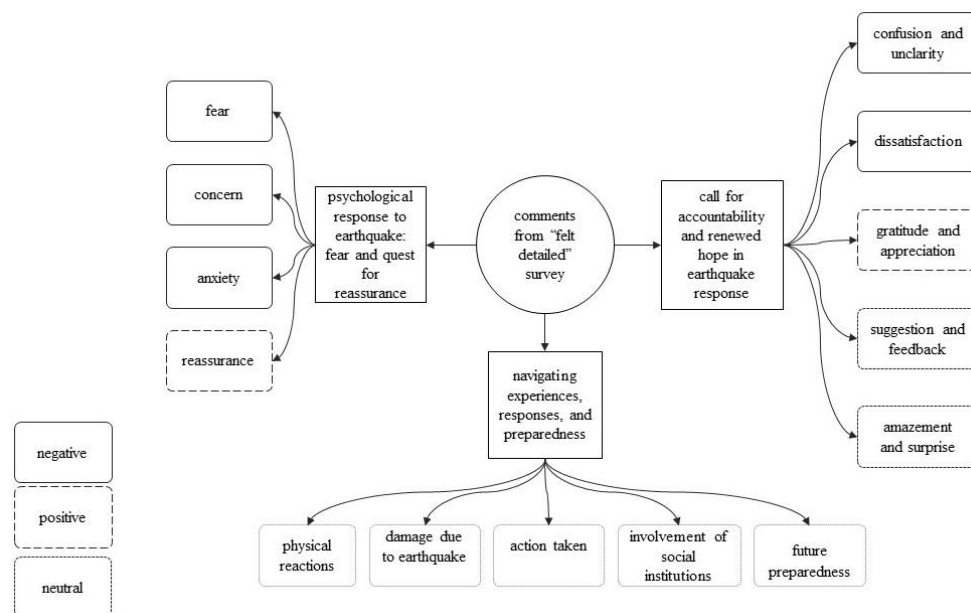 confusion and
unclarity
fear
dissatisfaction
concern
psychological
response to
earthquake:
fear and quest
for
reassurance
comments
from “felt
detailed”
survey
call for
accountability
and renewed
hope in
earthquake
response
gratitude and
appreciation
anxiety
suggestion and
feedback
reassurance
navigating
experiences,
responses, and
preparedness
amazement
and surprise
negative
positive
neutral
physical
reactions
damage due
to earthquake
action taken
involvement of
social
institutions
future
preparedness